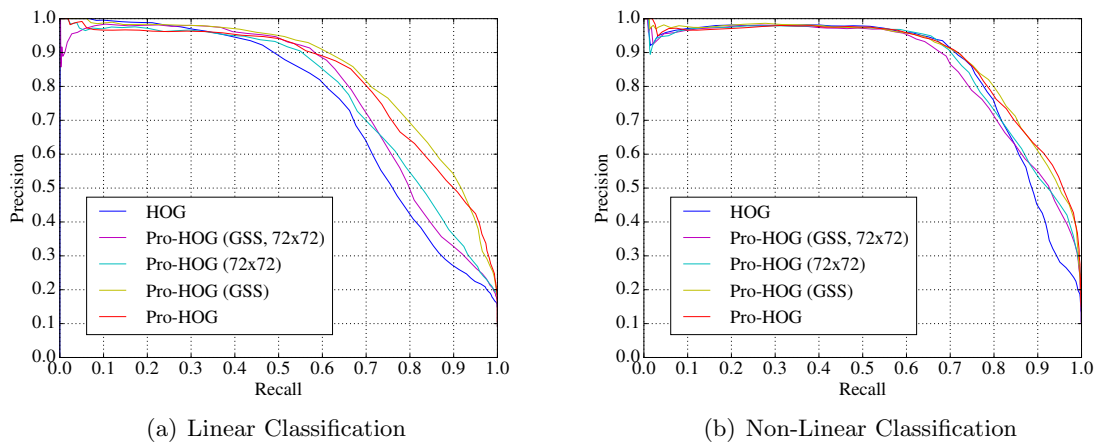 1.0
0.9
0.8
0.7
0.6
0.5
0.4
0.3
0.2
0.1
0.0
Precision
HOG
Pro-HOG (GSS, 72x72)
Pro-HOG (72x72)
Pro-HOG (GSS)
Pro-HOG
0.0 0.1 0.2 0.3 0.4 0.5 0.6 0.7 0.8 0.9 1.0
Recall
(a) Linear Classification
1.0
0.9
0.8
0.7
0.6
0.5
0.4
0.3
0.2
0.1
0.0
Precision
HOG
Pro-HOG (GSS, 72x72)
Pro-HOG (72x72)
Pro-HOG (GSS)
Pro-HOG
0.0 0.1 0.2 0.3 0.4 0.5 0.6 0.7 0.8 0.9 1.0
Recall
(b) Non-Linear Classification